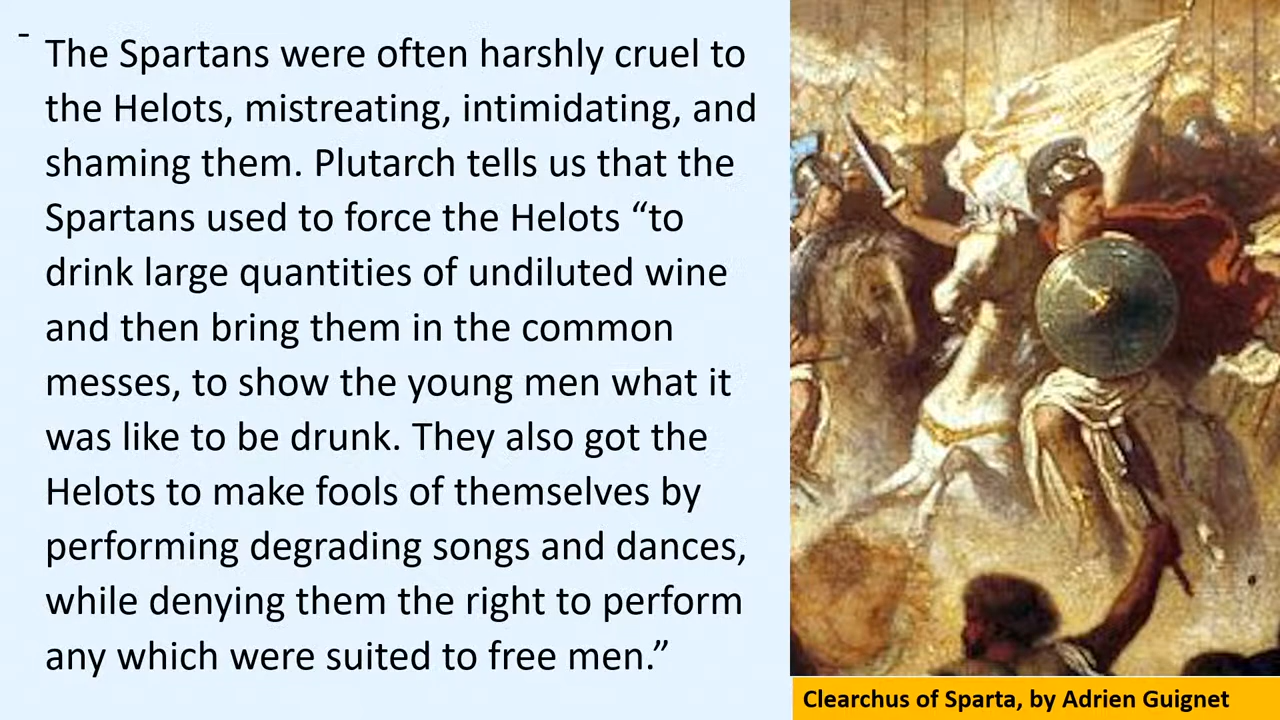 - The Spartans were often harshly cruel to
the Helots, mistreating, intimidating, and
shaming them. Plutarch tells us that the
Spartans used to force the Helots “to
drink large quantities of undiluted wine
and then bring them in the common
messes, to show the young men what it
was like to be drunk. They also got the
Helots to make fools of themselves by
performing degrading songs and dances,
while denying them the right to perform
any which were suited to free men.”
Clearchus of Sparta, by Adrien Guignet